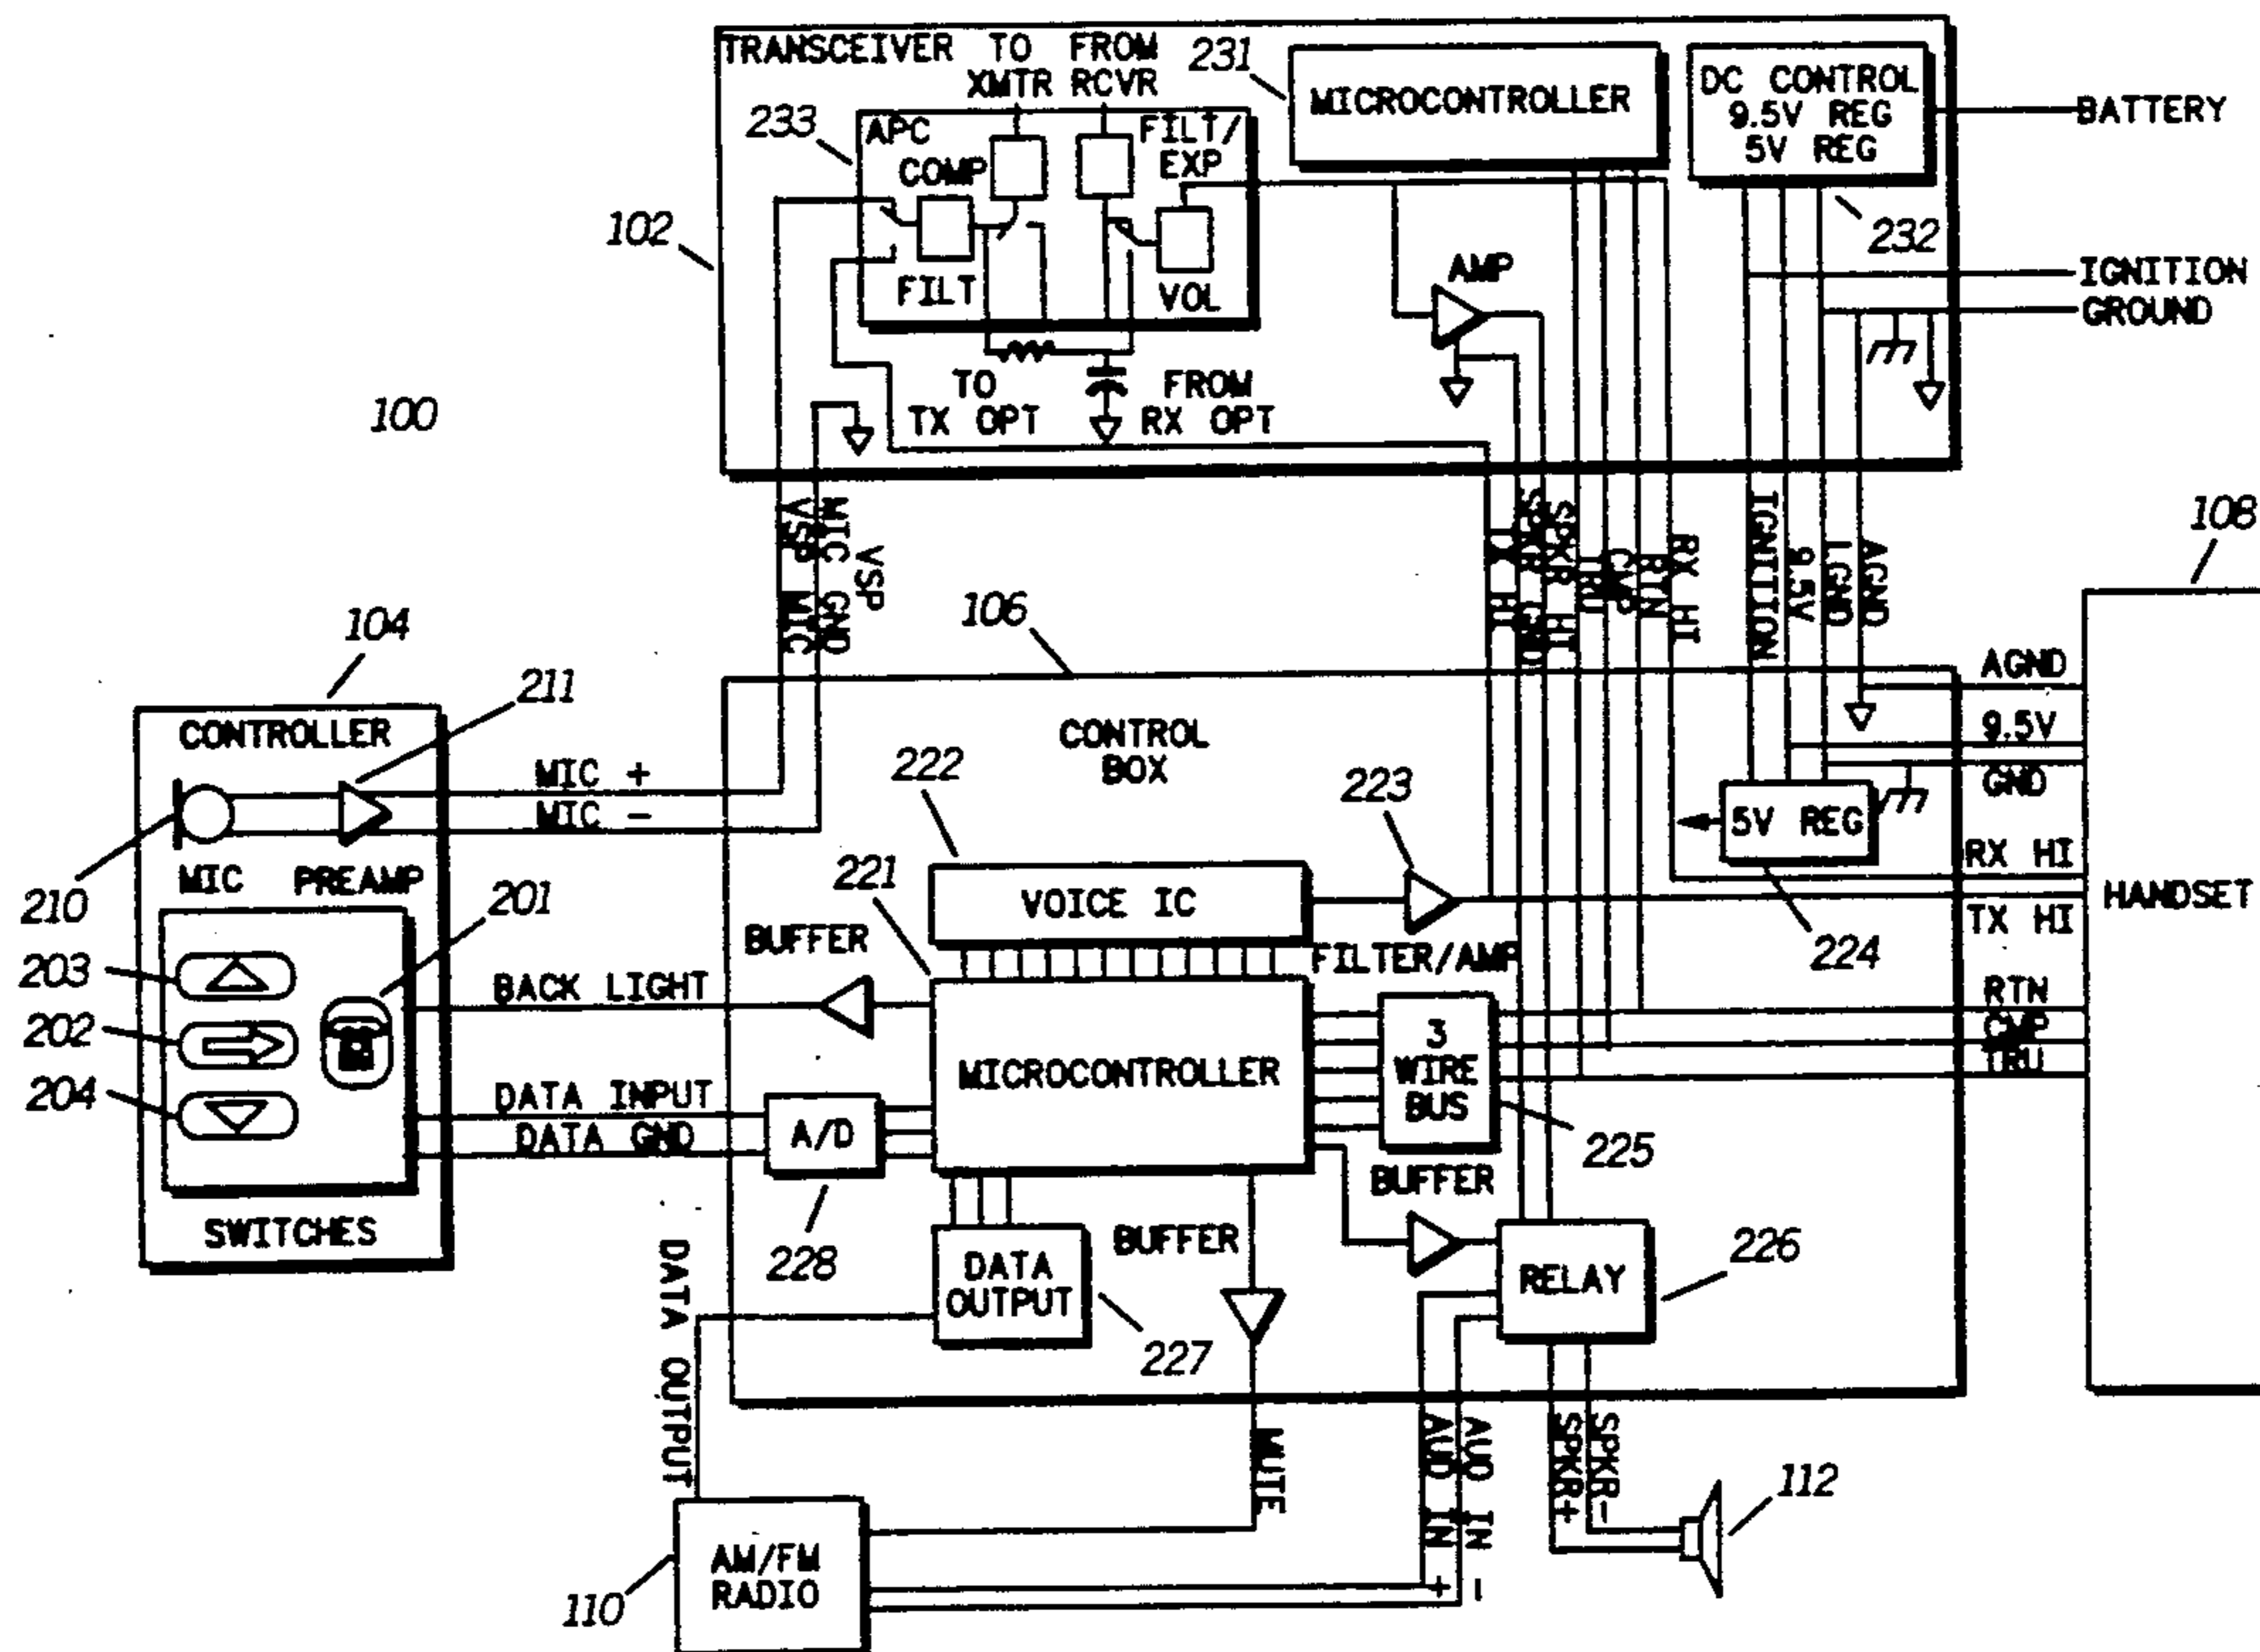 TRANSCEIVER
TO XMTR
FROM RCVR
231
MICROCONTROLLER
DC CONTROL
9.5V REG
5V REG
BATTERY
233
APC
COMP
FILT/
EXP
102
FILT
VOL
AMP
232
IGNITION
GROUND
TO
TX OPT
FROM
RX OPT
100
VSP MIC
MIC GND
VSP
TX HI
SPKR GND
SPKR HI
TRU
CMP
RTN
RX HI
IGNITION
9.5V
LGND
AGND
108
104
106
211
CONTROLLER
MIC +
MIC -
MIC
PREAMP
210
201
203
202
204
SWITCHES
CONTROL
BOX
222
223
221
VOICE IC
BUFFER
BACK LIGHT
FILTER/AMP
MICROCONTROLLER
3
WIRE
BUS
225
DATA INPUT
DATA GND
A/D
228
BUFFER
BUFFER
DATA
OUTPUT
227
RELAY
226
5V REG
224
AGND
9.5V
GND
RX HI
TX HI
HANDSET
RTN
CMP
TRU
DATA OUTPUT
MUTE
AUD IN +
AUD IN -
SPKR+
SPKR-
112
AM/FM
RADIO
110